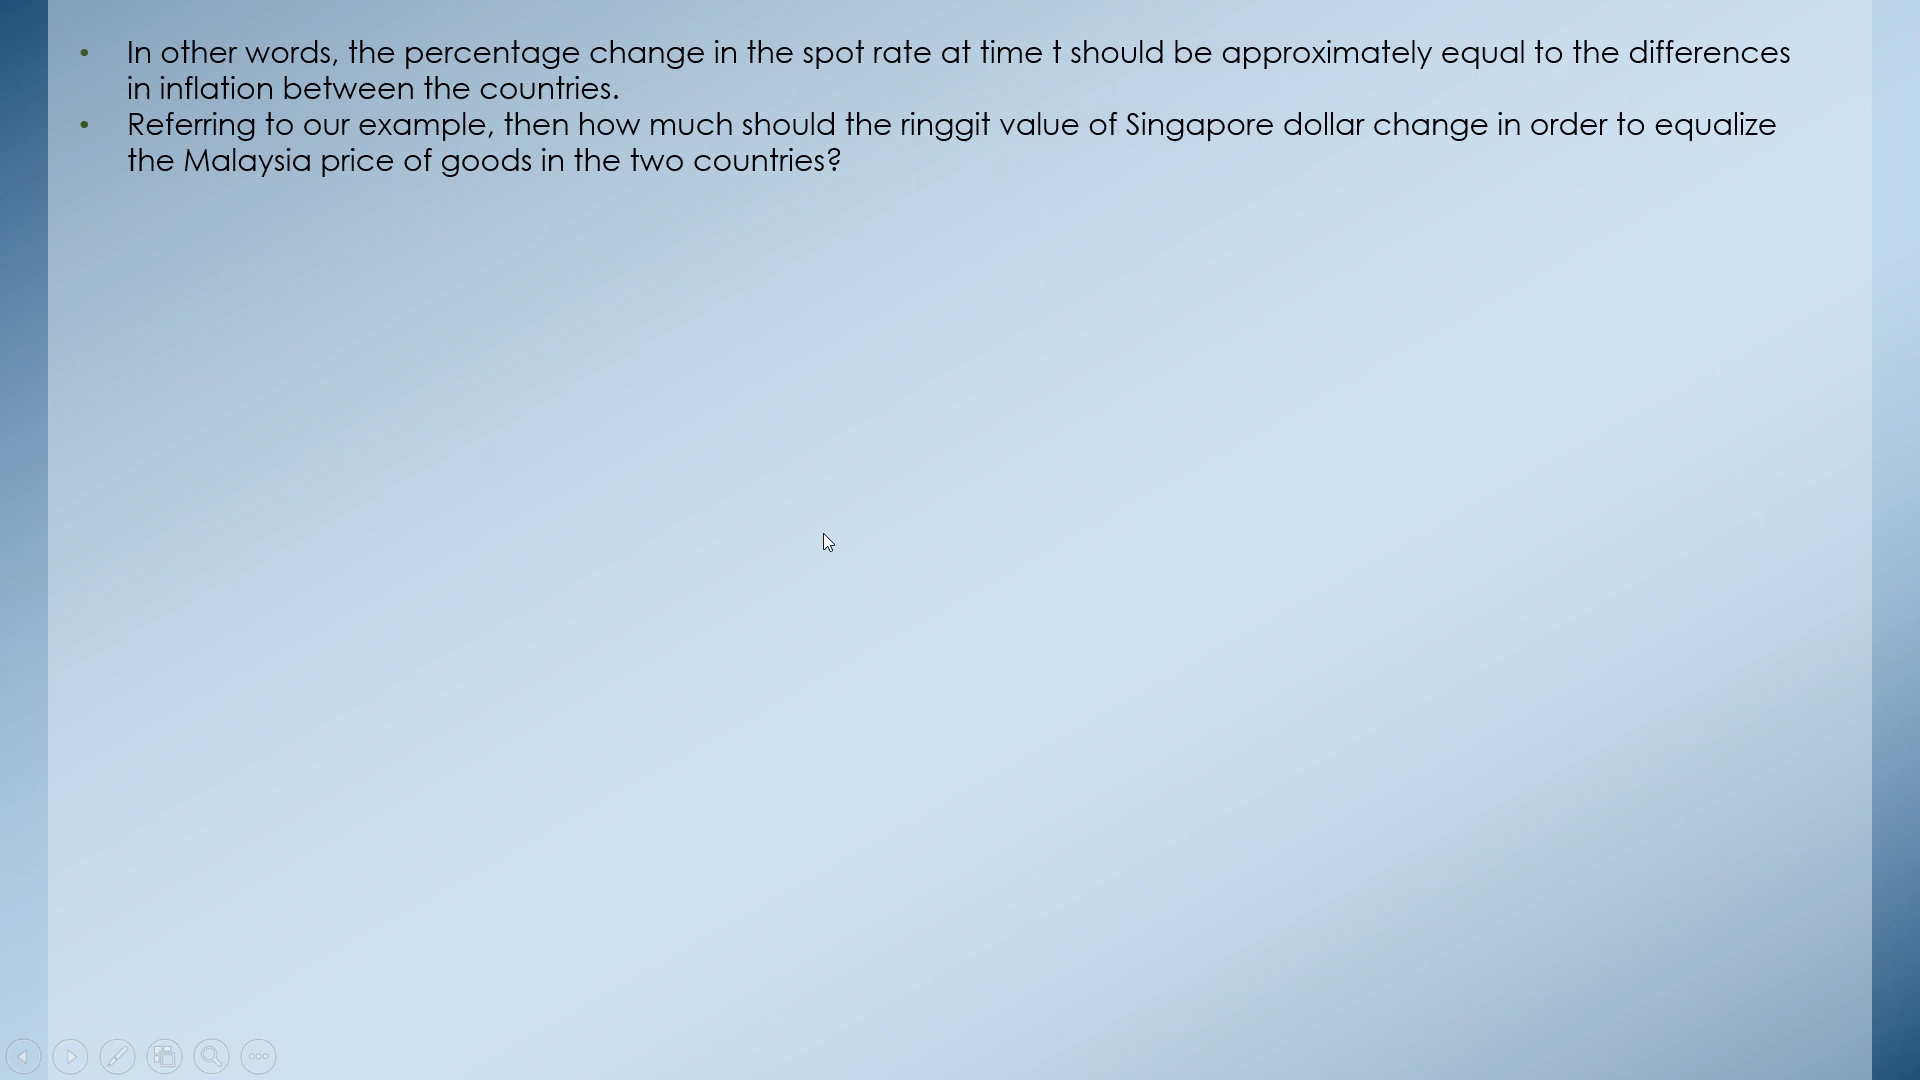 • In other words, the percentage change in the spot rate at time t should be approximately equal to the differences
in inflation between the countries.
• Referring to our example, then how much should the ringgit value of Singapore dollar change in order to equalize
the Malaysia price of goods in the two countries?